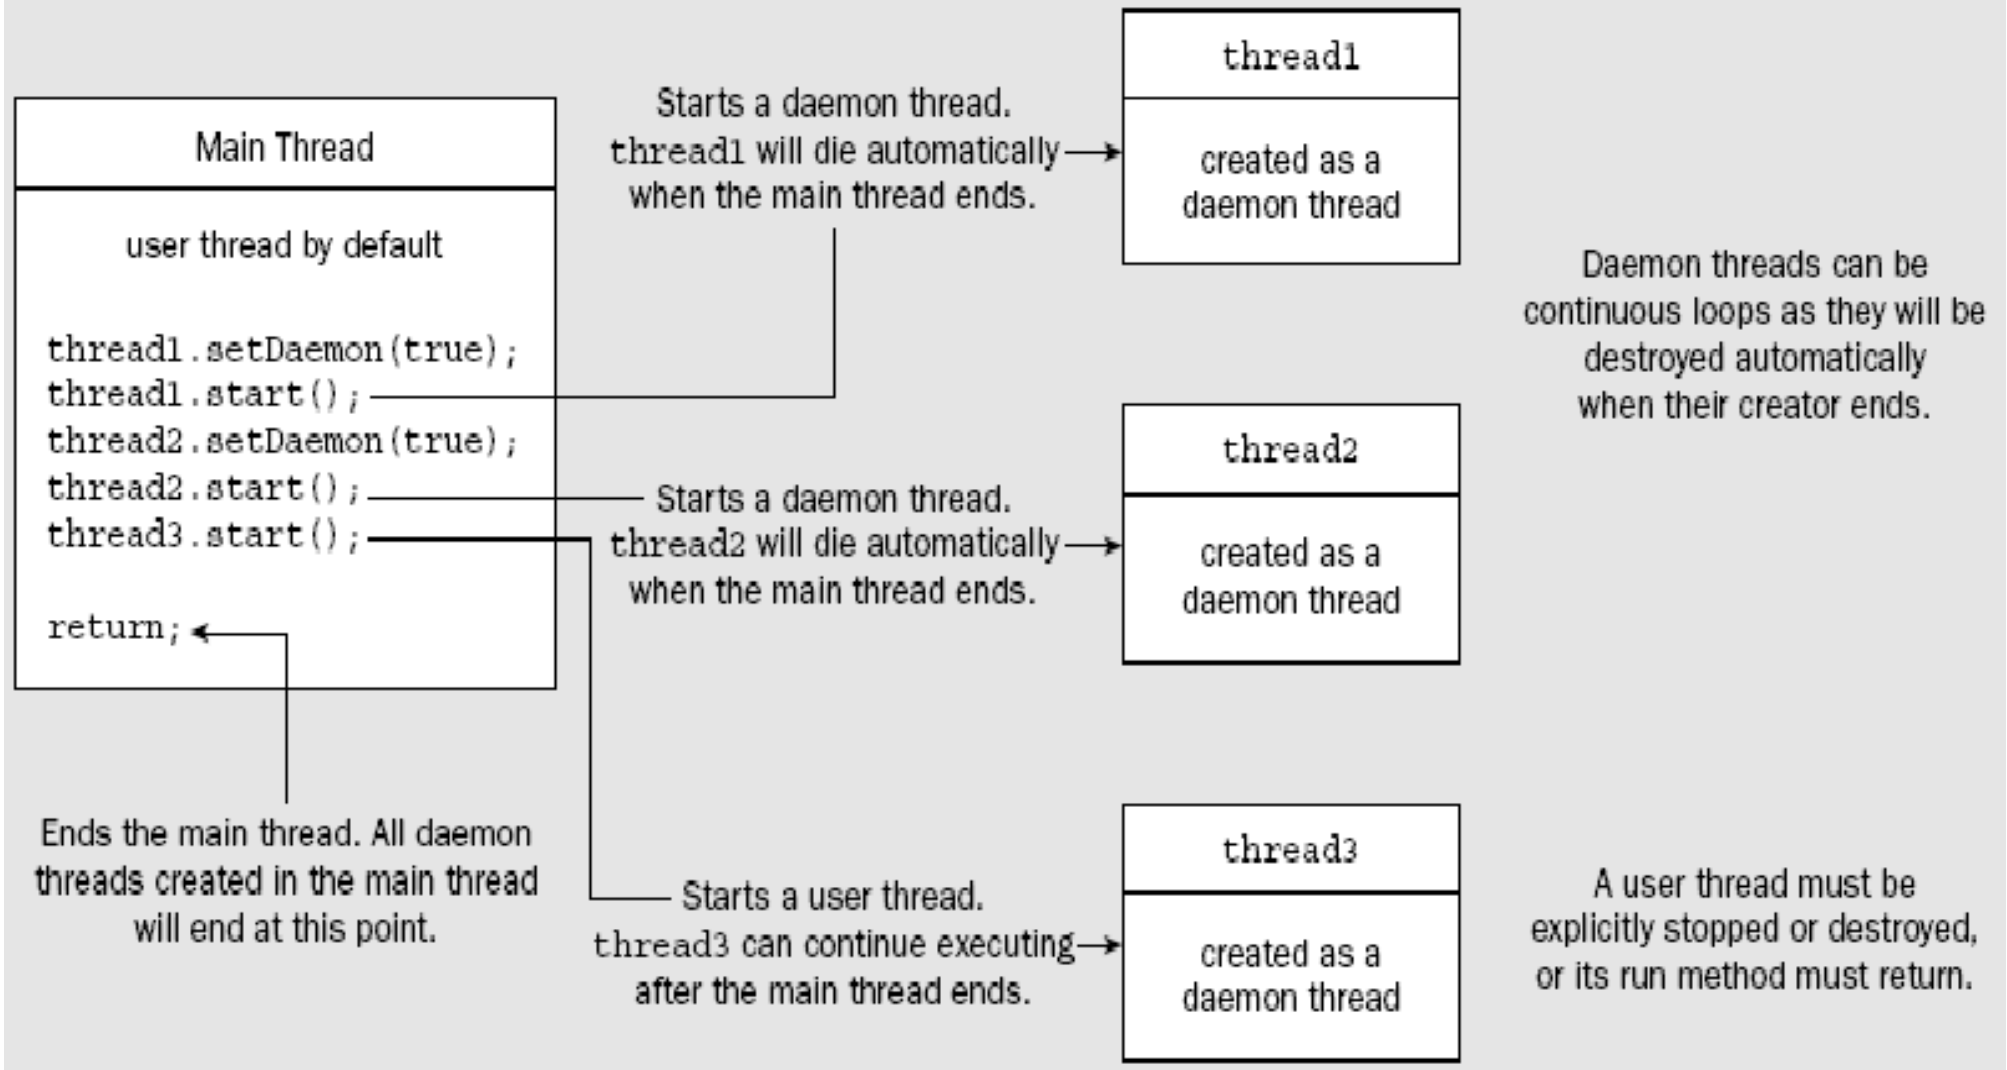 Main Thread
user thread by default
thread1.setDaemon(true);
thread1.start();
thread2.setDaemon(true);
thread2.start();
thread3.start();
return;
Ends the main thread. All daemon
threads created in the main thread
will end at this point.
Starts a daemon thread.
thread1 will die automatically
when the main thread ends.
thread1
created as a
daemon thread
Daemon threads can be
continuous loops as they will be
destroyed automatically
when their creator ends.
Starts a daemon thread.
thread2 will die automatically
when the main thread ends.
thread2
created as a
daemon thread
Starts a user thread.
thread3 can continue executing
after the main thread ends.
thread3
created as a
daemon thread
A user thread must be
explicitly stopped or destroyed,
or its run method must return.